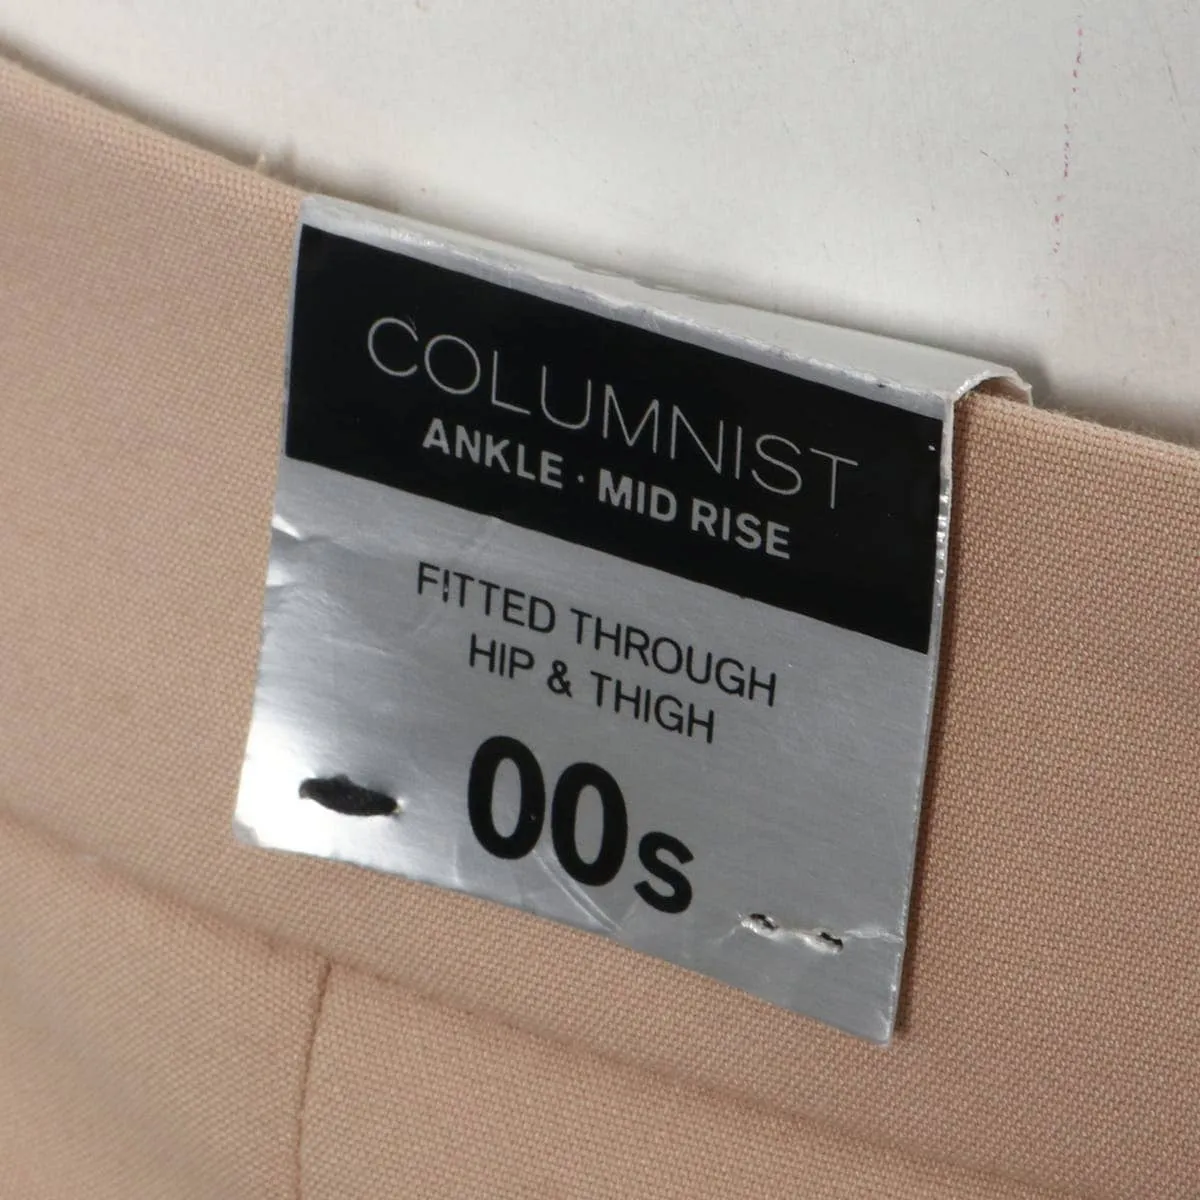 COLUMNIST
ANKLE · MID RISE
FITTED THROUGH
HIP & THIGH
00s